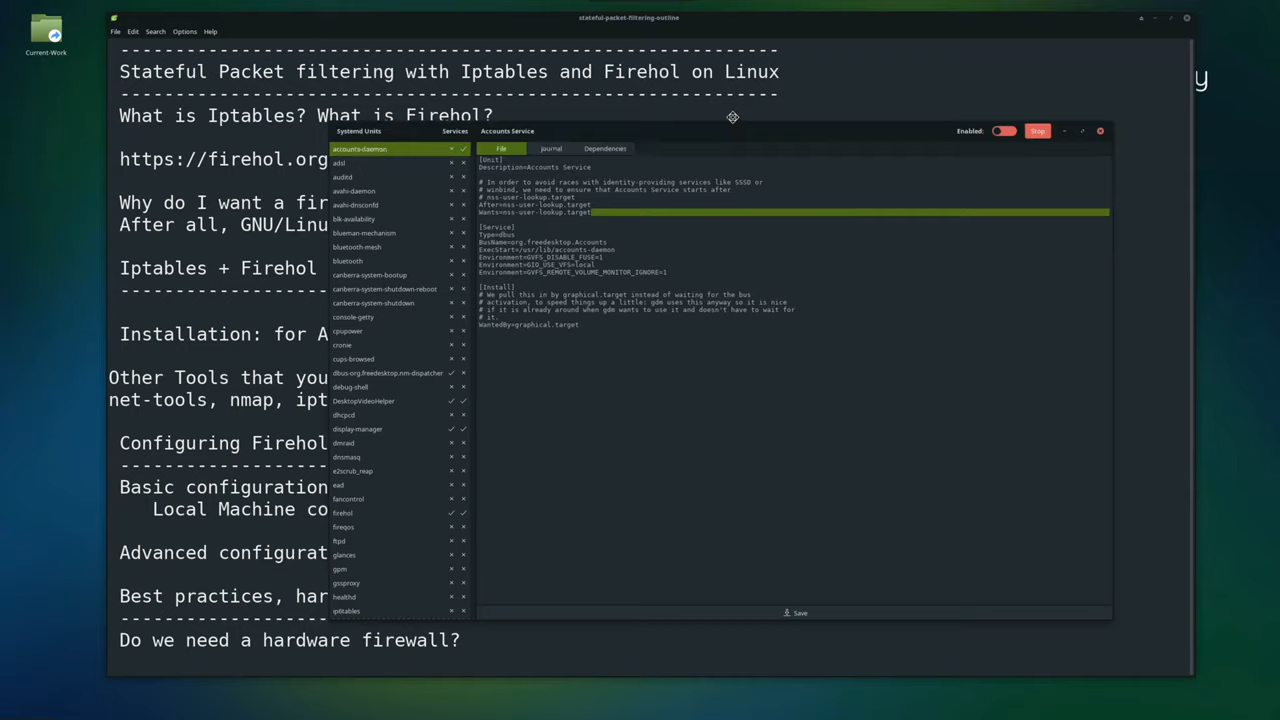 Current-Work
stateful-packet-filtering-outline
File Edit Search Options Help
------------------------------------------------------------
Stateful Packet filtering with Iptables and Firehol on Linux
------------------------------------------------------------
What is Iptables? What is Firehol?
https://firehol.org
Why do I want a fir
After all, GNU/Linu
Iptables + Firehol
-------------------
Installation: for A
Other Tools that you
net-tools, nmap, ipt
Configuring Firehol
-------------------
Basic configuration
Local Machine co
Advanced configurat
Best practices, har
-------------------
Do we need a hardware firewall?
y
Systemd Units Services
accounts-daemon
adsl
auditd
avahi-daemon
avahi-dnsconfd
blk-availability
blueman-mechanism
bluetooth-mesh
bluetooth
canberra-system-bootup
canberra-system-shutdown-reboot
canberra-system-shutdown
console-getty
cpupower
cronie
cups-browsed
dbus-org.freedesktop.nm-dispatcher
debug-shell
DesktopVideoHelper
dhcpcd
display-manager
dmraid
dnsmasq
e2scrub_reap
ead
fancontrol
firehol
fireqos
ftpd
glances
gpm
gssproxy
healthd
ip6tables
Accounts Service Enabled: Stop
File Journal Dependencies
[Unit]
Description=Accounts Service
# In order to avoid races with identity-providing services like SSSD or
# winbind, we need to ensure that Accounts Service starts after
# nss-user-lookup.target
After=nss-user-lookup.target
Wants=nss-user-lookup.target
[Service]
Type=dbus
BusName=org.freedesktop.Accounts
ExecStart=/usr/lib/accounts-daemon
Environment=GVFS_DISABLE_FUSE=1
Environment=GIO_USE_VFS=local
Environment=GVFS_REMOTE_VOLUME_MONITOR_IGNORE=1
[Install]
# We pull this in by graphical.target instead of waiting for the bus
# activation, to speed things up a little: gdm uses this anyway so it is nice
# if it is already around when gdm wants to use it and doesn't have to wait for
# it.
WantedBy=graphical.target
Save